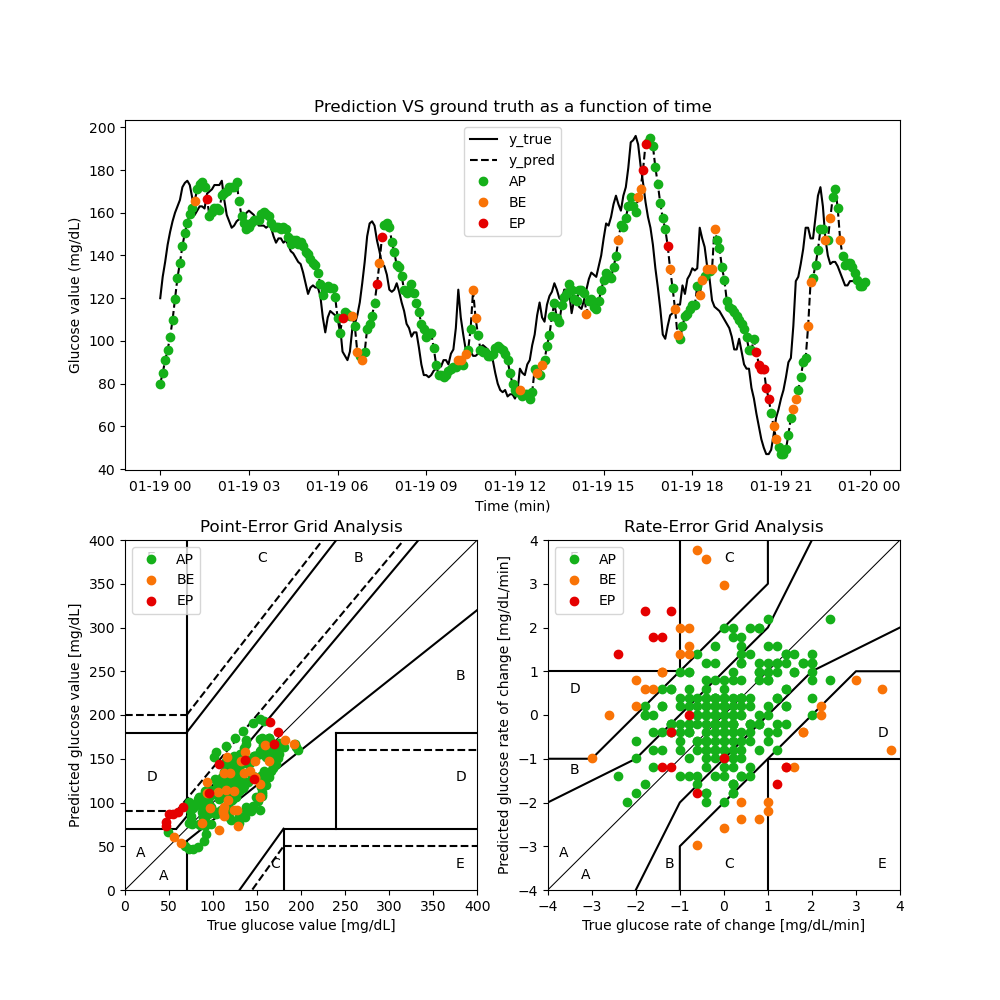 Prediction VS ground truth as a function of time
Glucose value (mg/dL)
200
180
160
140
120
100
80
60
40
y_true
y_pred
AP
BE
EP
01-19 00 01-19 03 01-19 06 01-19 09 01-19 12 01-19 15 01-19 18 01-19 21 01-20 00
Time (min)
Point-Error Grid Analysis
Predicted glucose value [mg/dL]
400
350
300
250
200
150
100
50
0
AP
BE
EP
C
B
B
D
D
A
A
C
E
0 50 100 150 200 250 300 350 400
True glucose value [mg/dL]
Rate-Error Grid Analysis
Predicted glucose rate of change [mg/dL/min]
4
3
2
1
0
−1
−2
−3
−4
AP
BE
EP
C
D
D
B
A
A
B
C
E
−4 −3 −2 −1 0 1 2 3 4
True glucose rate of change [mg/dL/min]